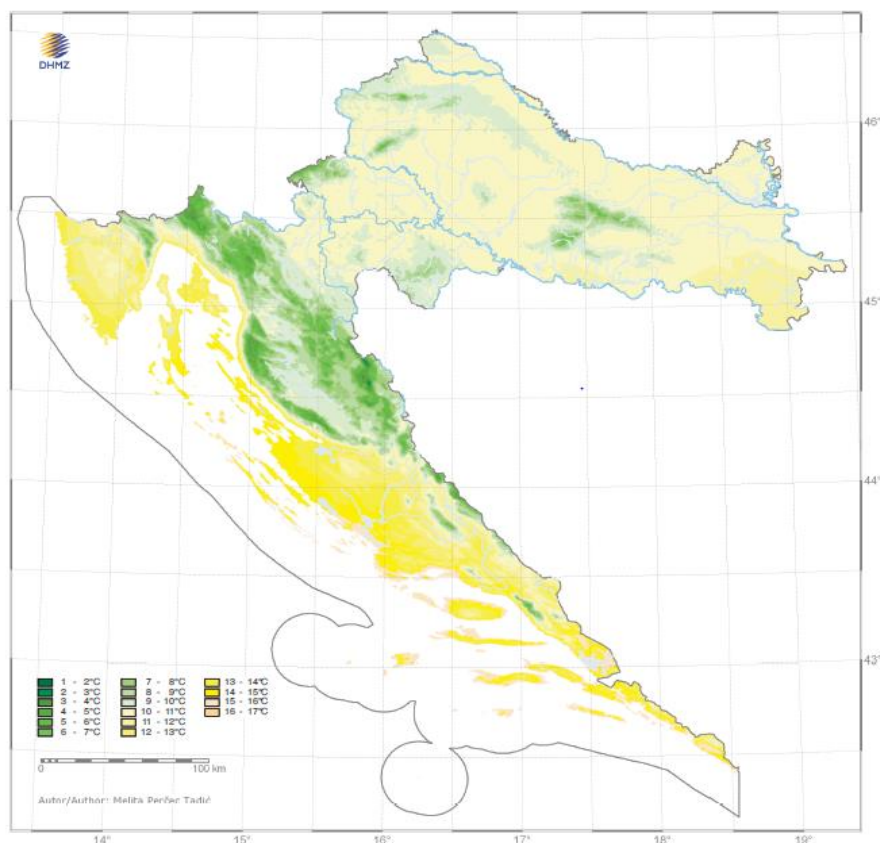 DHMZ
46°
45°
44°
43°
1 - 2°C
2 - 3°C
3 - 4°C
4 - 5°C
5 - 6°C
6 - 7°C
7 - 8°C
8 - 9°C
9 - 10°C
10 - 11°C
11 - 12°C
12 - 13°C
13 - 14°C
14 - 15°C
15 - 16°C
16 - 17°C
0 100 km
Autor/Author: Melita Perčec Tadić
14° 15° 16° 17° 18° 19°